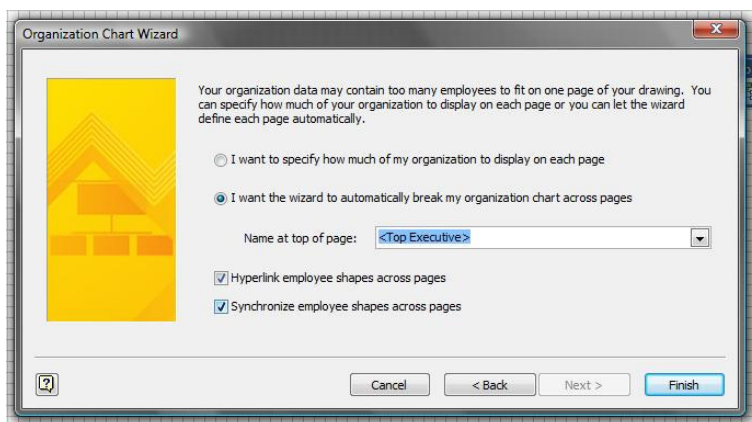 Organization Chart Wizard
Your organization data may contain too many employees to fit on one page of your drawing. You
can specify how much of your organization to display on each page or you can let the wizard
define each page automatically.
I want to specify how much of my organization to display on each page
I want the wizard to automatically break my organization chart across pages
Name at top of page: <Top Executive>
Hyperlink employee shapes across pages
Synchronize employee shapes across pages
Cancel < Back Next > Finish